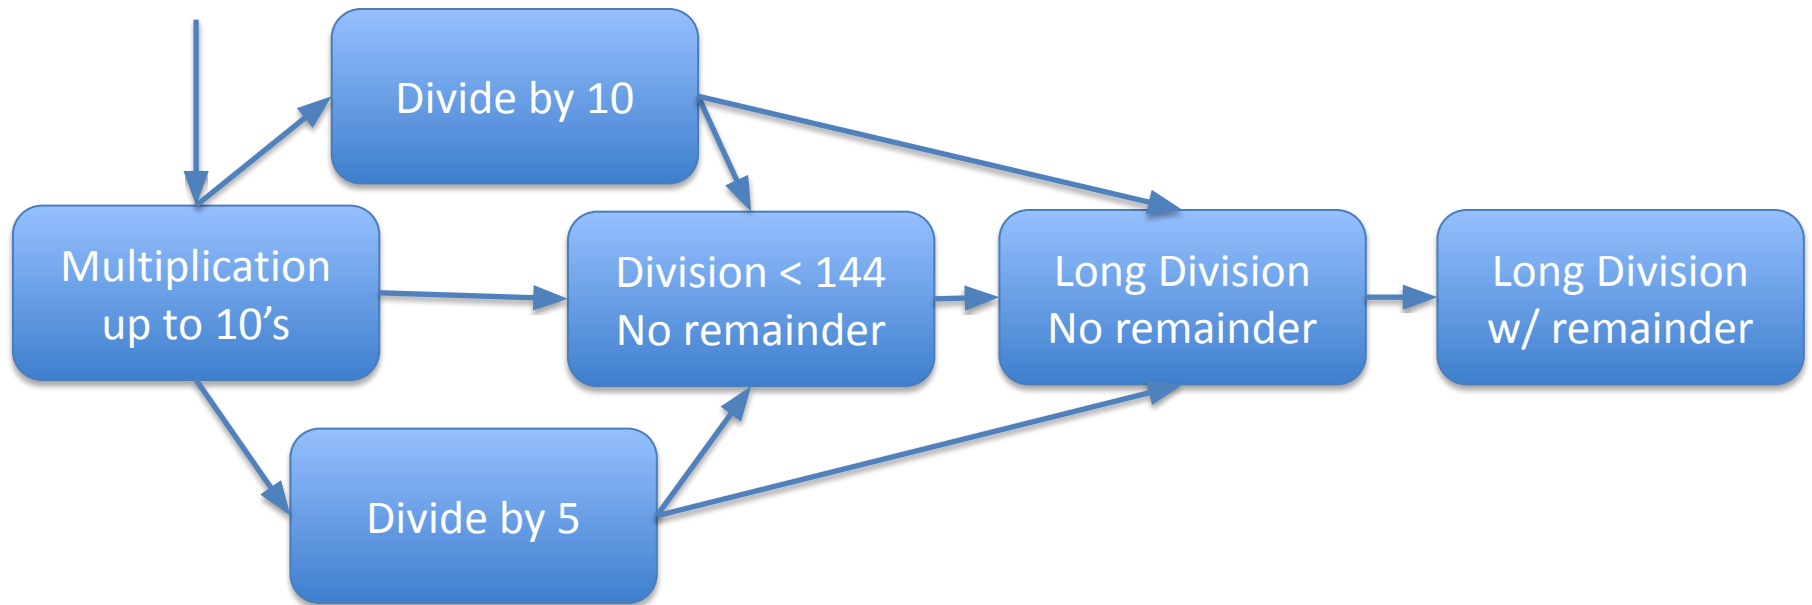 Divide by 10
Multiplication
up to 10’s
Division < 144
No remainder
Long Division
No remainder
Long Division
w/ remainder
Divide by 5